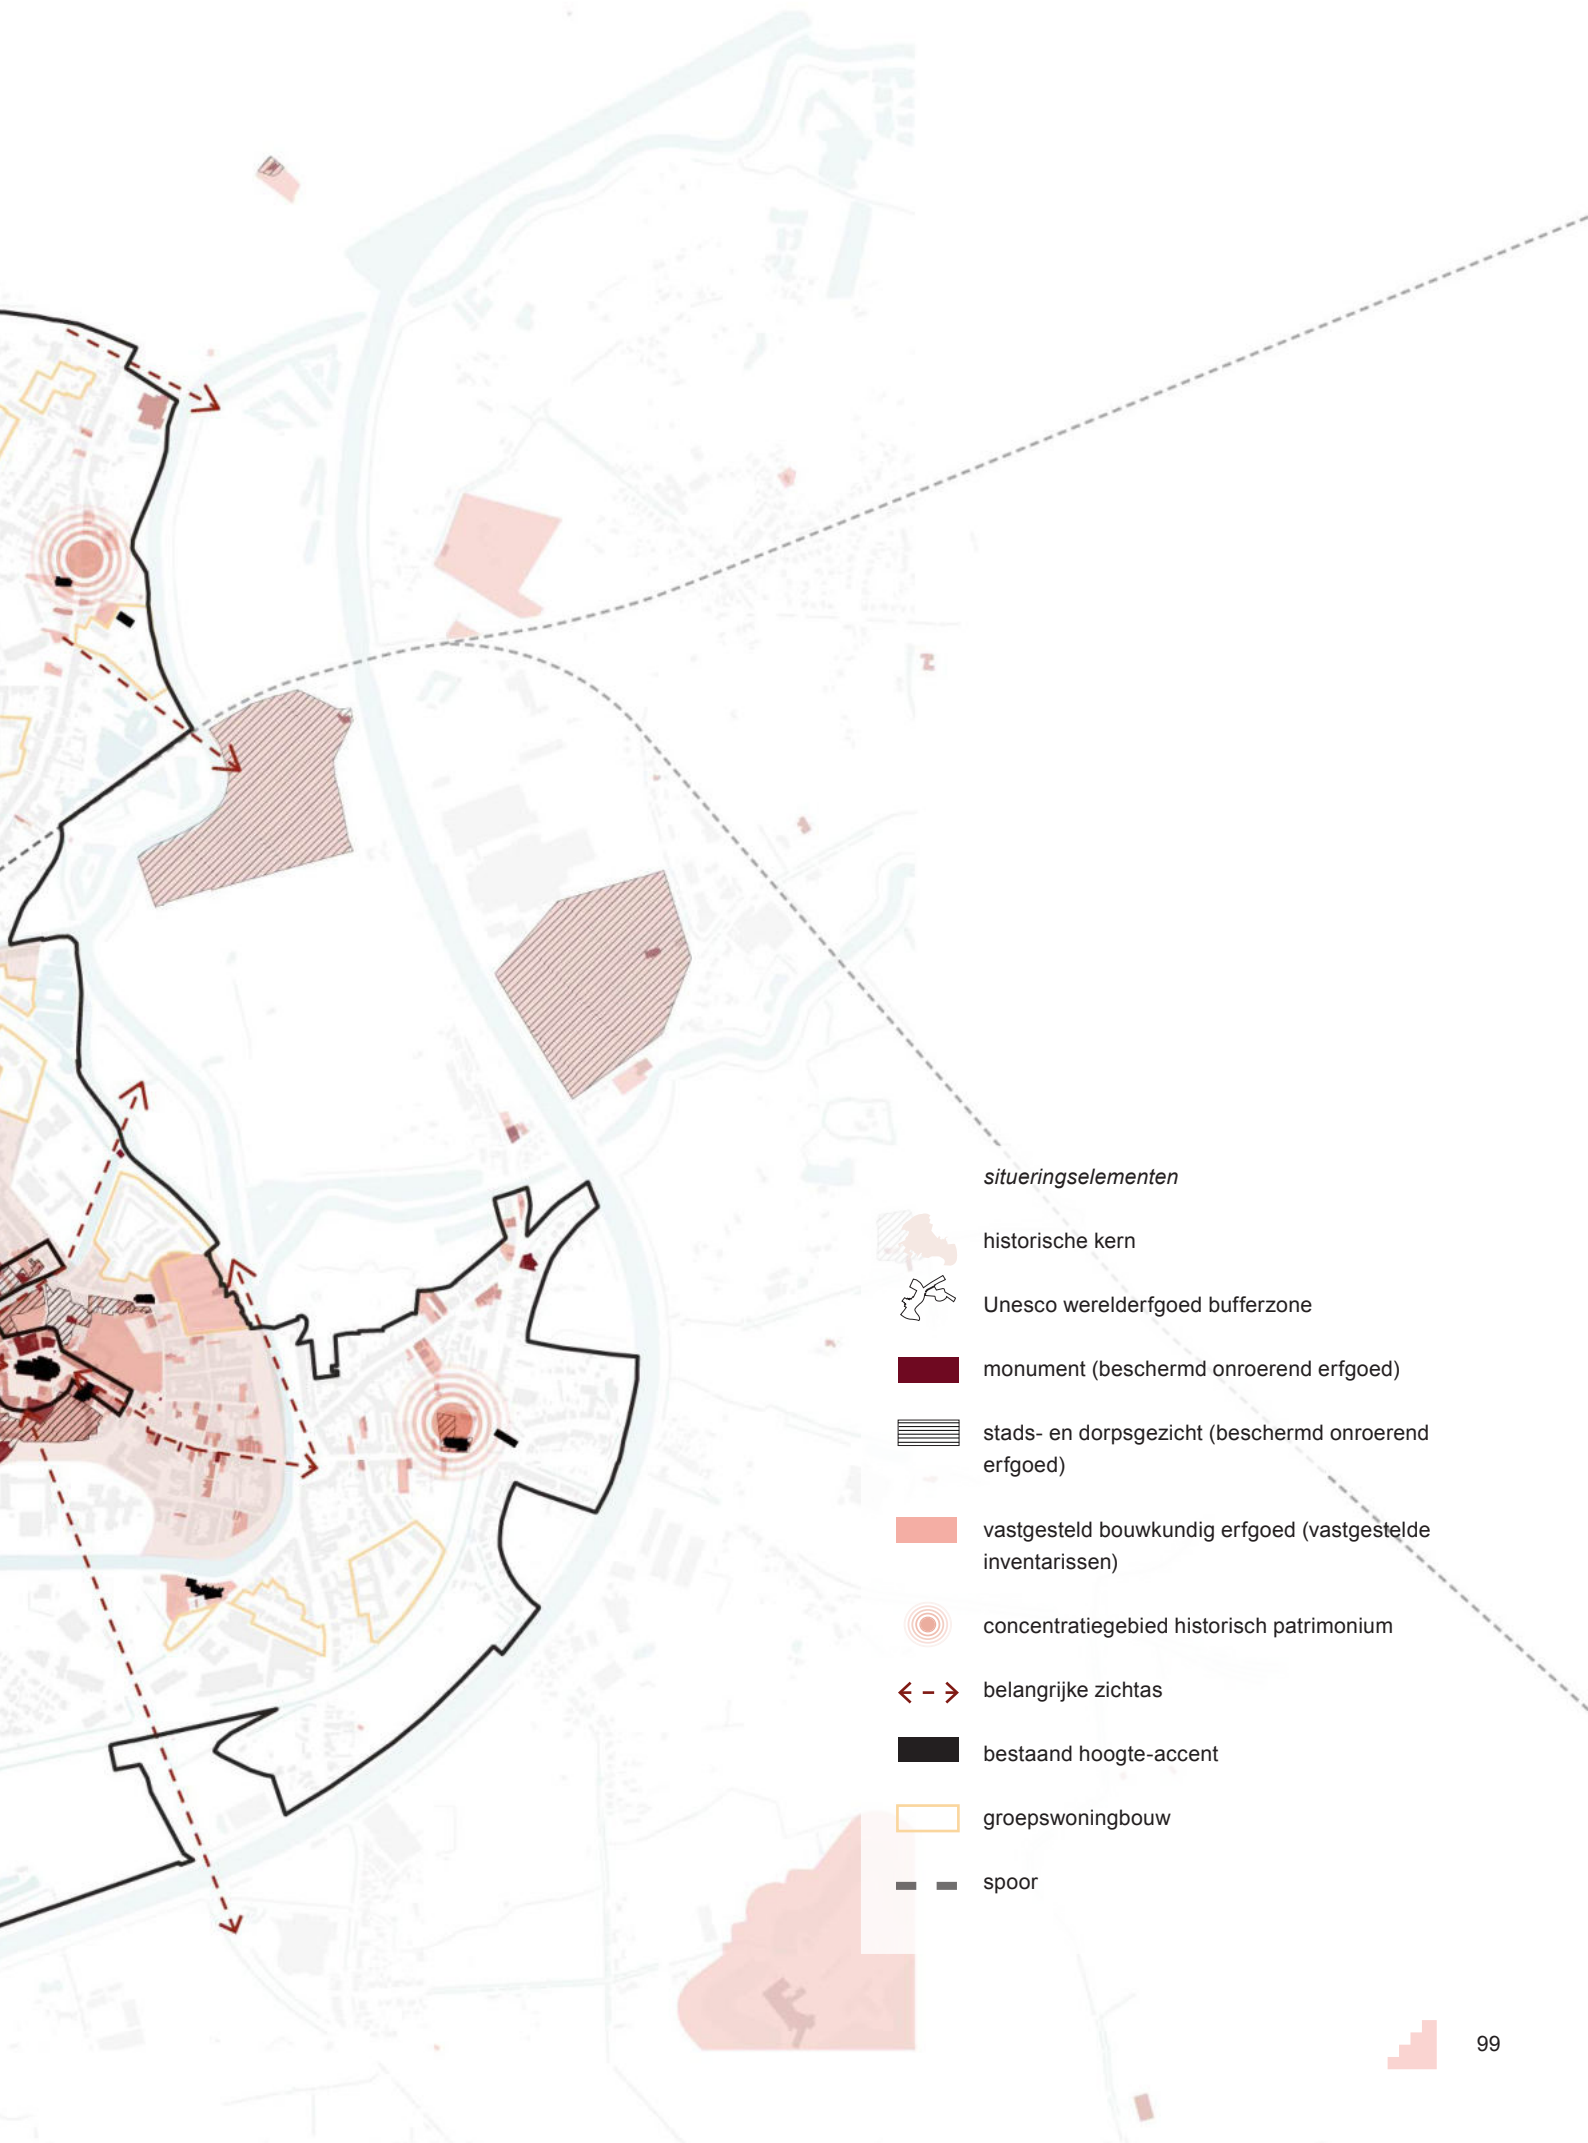 situeringselementen
historische kern
Unesco werelderfgoed bufferzone
monument (beschermd onroerend erfgoed)
stads- en dorpsgezicht (beschermd onroerend
erfgoed)
vastgesteld bouwkundig erfgoed (vastgestelde
inventarissen)
concentratiegebied historisch patrimonium
belangrijke zichtas
bestaand hoogte-accent
groepswoningbouw
spoor
99